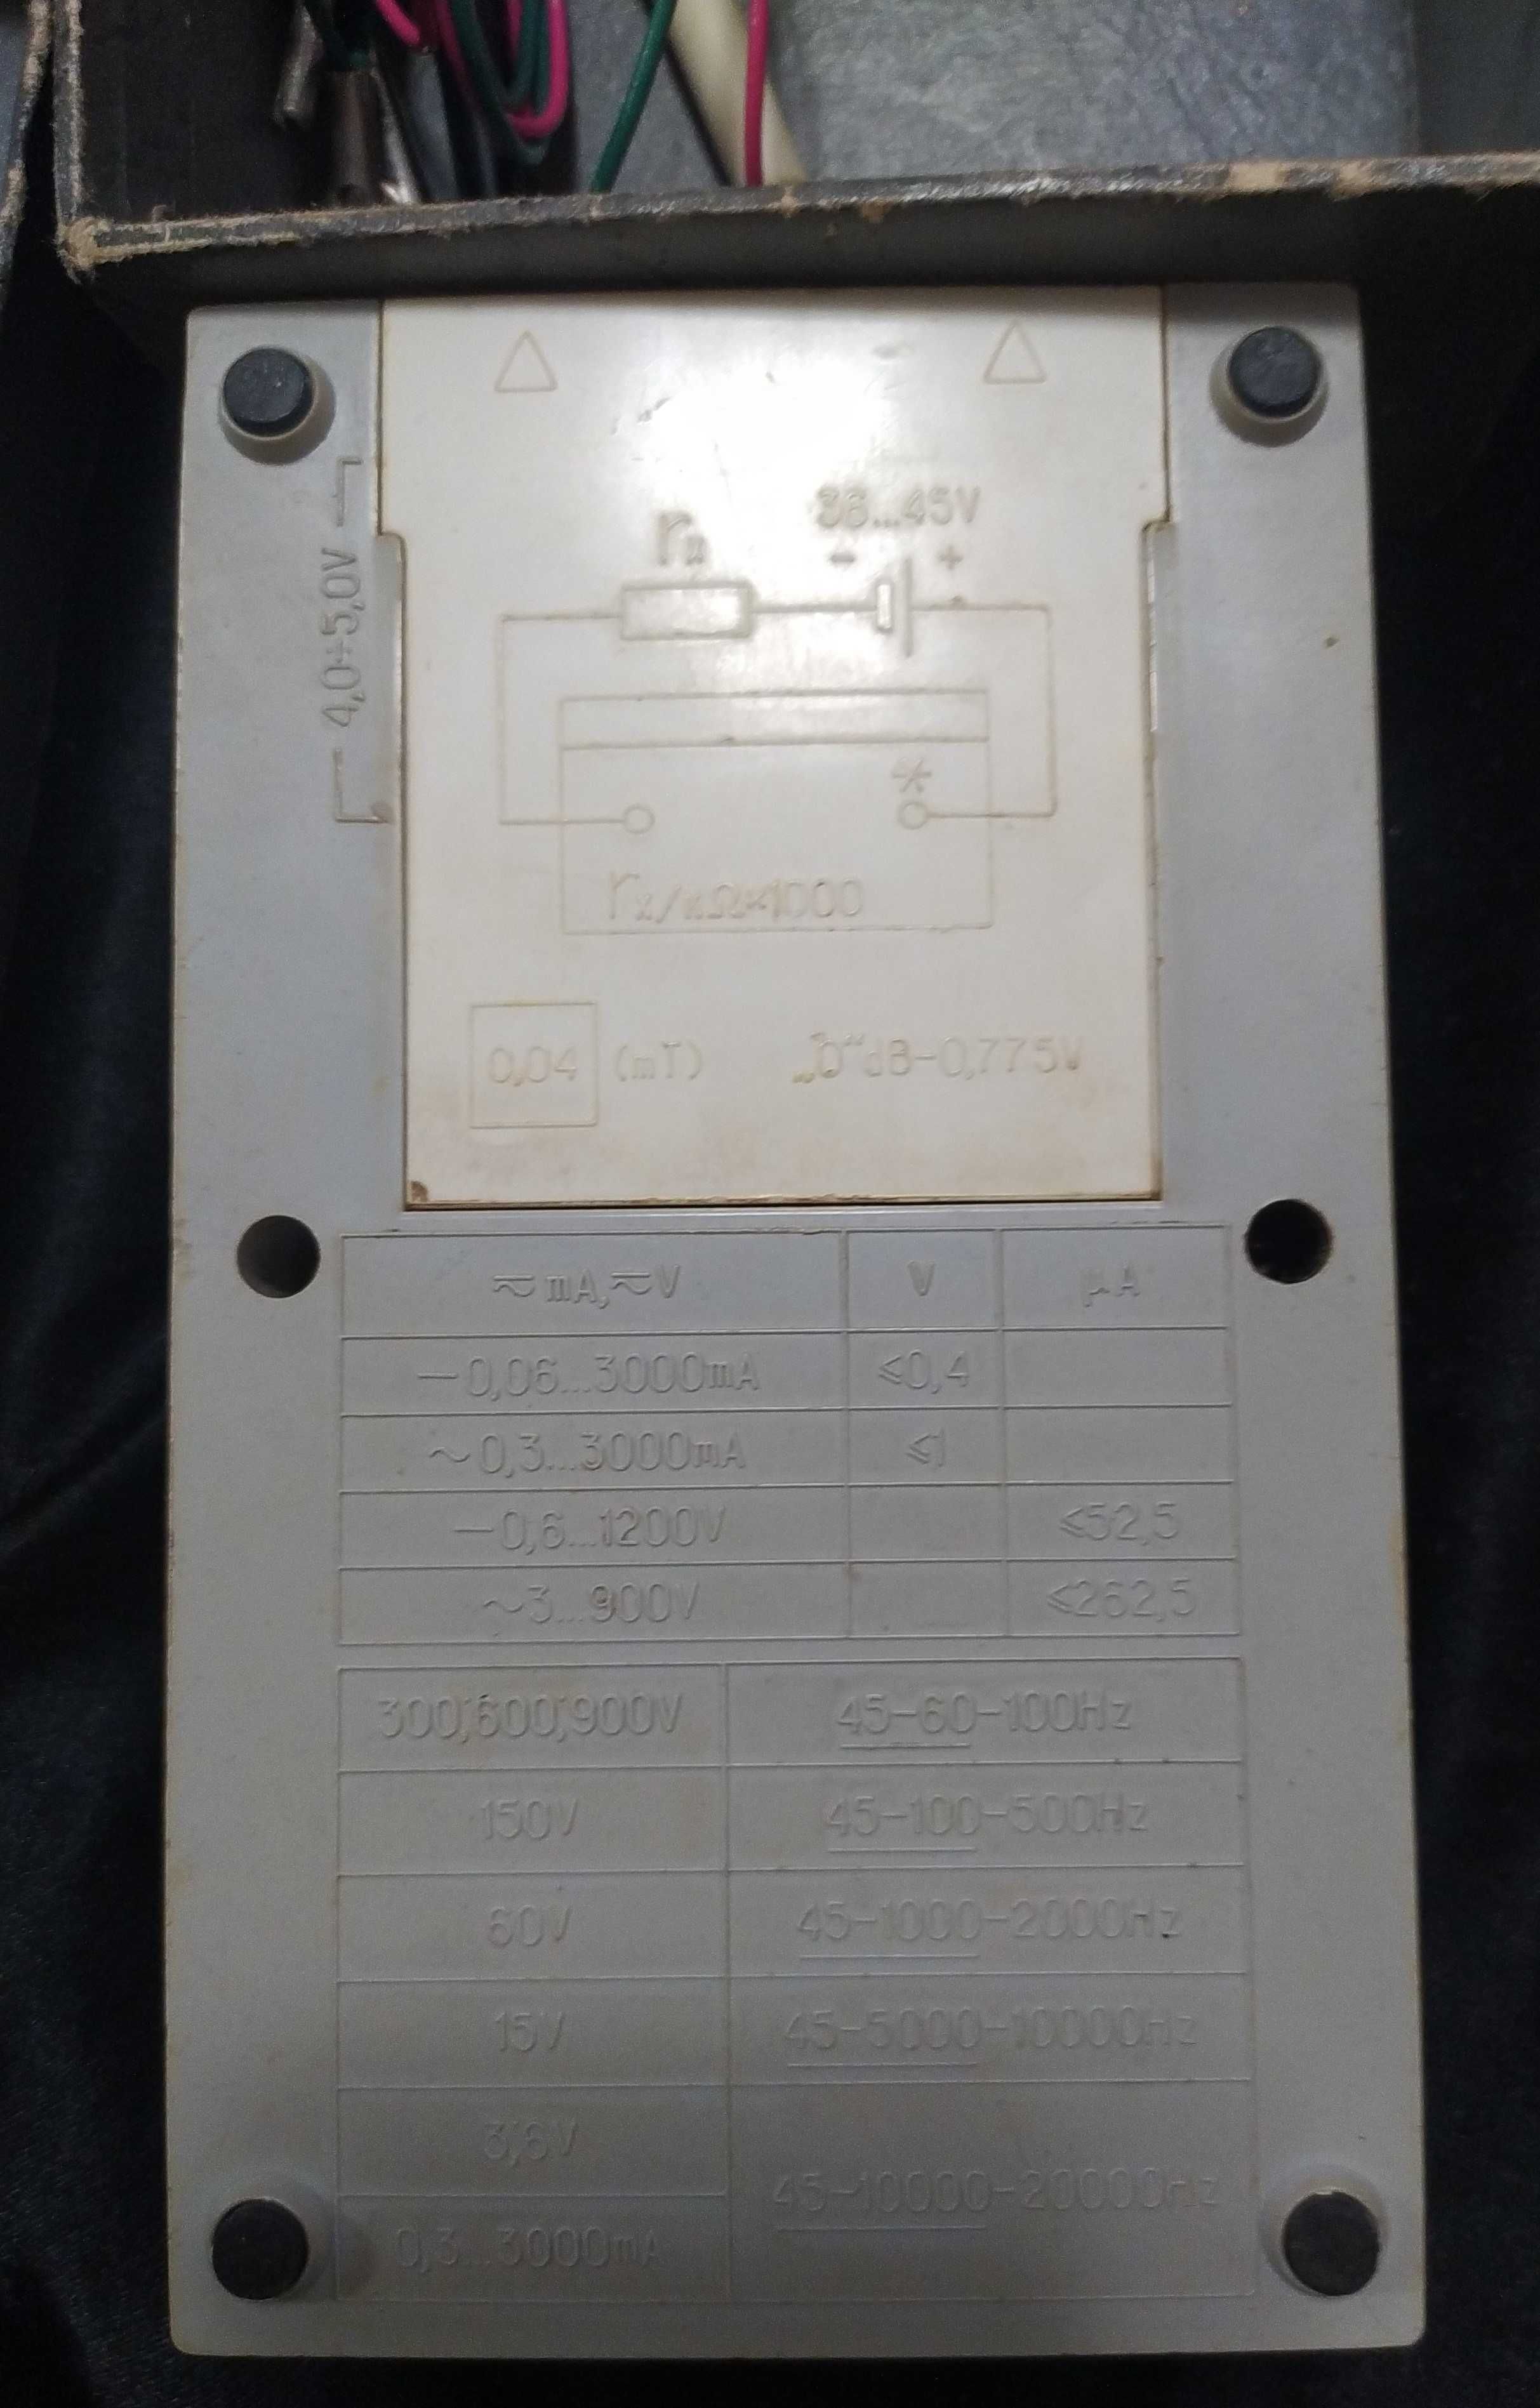 36...45V
rx
- +
4,0÷5,0V
*
rx/кΩ×1000
0,04 (mT) „0“dB-0,775V
≂mA,≂V V µA
—0,06...3000mA ≤0,4
~0,3...3000mA ≤1
—0,6...1200V ≤52,5
~3...900V ≤262,5
300;600;900V 45-60-100Hz
150V 45-100-500Hz
60V 45-1000-2000Hz
15V 45-5000-10000Hz
3;6V
45-10000-20000Hz
0,3...3000mA